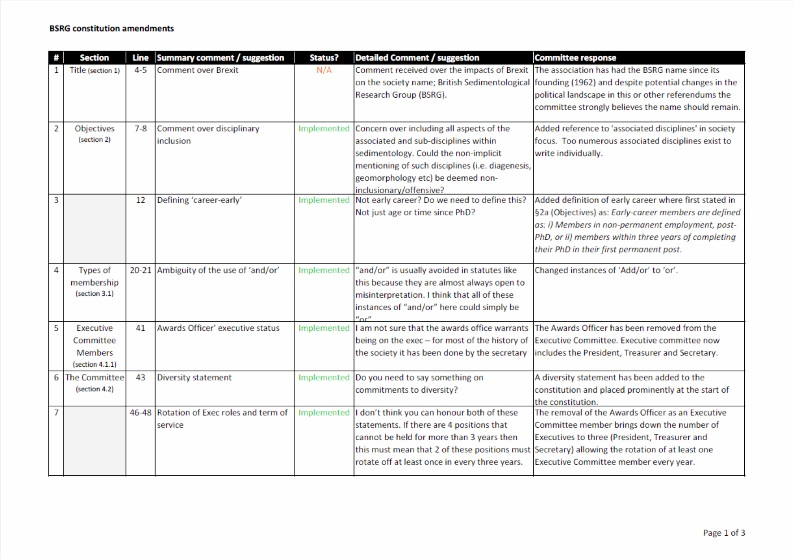 BSRG constitution amendments
# Section Line Summary comment / suggestion Status? Detailed Comment / suggestion Committee response
1 Title (section 1) 4-5 Comment over Brexit N/A Comment received over the impacts of Brexit The association has had the BSRG name since its
on the society name; British Sedimentological founding (1962) and despite potential changes in the
Research Group (BSRG). political landscape in this or other referendums the
committee strongly believes the name should remain.
2 Objectives 7-8 Comment over disciplinary Implemented Concern over including all aspects of the Added reference to 'associated disciplines' in society
(section 2) inclusion associated and sub-disciplines within focus. Too numerous associated disciplines exist to
sedimentology. Could the non-implicit write individually.
mentioning of such disciplines (i.e. diagenesis,
geomorphology etc) be deemed non-
inclusionary/offensive?
3 12 Defining 'career-early' Implemented Not early career? Do we need to define this? Added definition of early career where first stated in
Not just age or time since PhD? §2a (Objectives) as: Early-career members are defined
as: i) Members in non-permanent employment, post-
PhD, or ii) members within three years of completing
their PhD in their first permanent post.
4 Types of 20-21 Ambiguity of the use of 'and/or' Implemented "and/or" is usually avoided in statutes like Changed instances of 'Add/or' to 'or'.
membership this because they are almost always open to
(section 3.1) misinterpretation. I think that all of these
instances of "and/or" here could simply be
"or"
5 Executive 41 Awards Officer' executive status Implemented I am not sure that the awards office warrants The Awards Officer has been removed from the
Committee being on the exec – for most of the history of Executive Committee. Executive committee now
Members the society it has been done by the secretary includes the President, Treasurer and Secretary.
(section 4.1.1)
6 The Committee 43 Diversity statement Implemented Do you need to say something on A diversity statement has been added to the
(section 4.2) commitments to diversity? constitution and placed prominently at the start of
the constitution.
7 46-48 Rotation of Exec roles and term of Implemented I don't think you can honour both of these The removal of the Awards Officer as an Executive
service statements. If there are 4 positions that Committee member brings down the number of
cannot be held for more than 3 years then Executives to three (President, Treasurer and
this must mean that 2 of these positions must Secretary) allowing the rotation of at least one
rotate off at least once in every three years. Executive Committee member every year.
Page 1 of 3